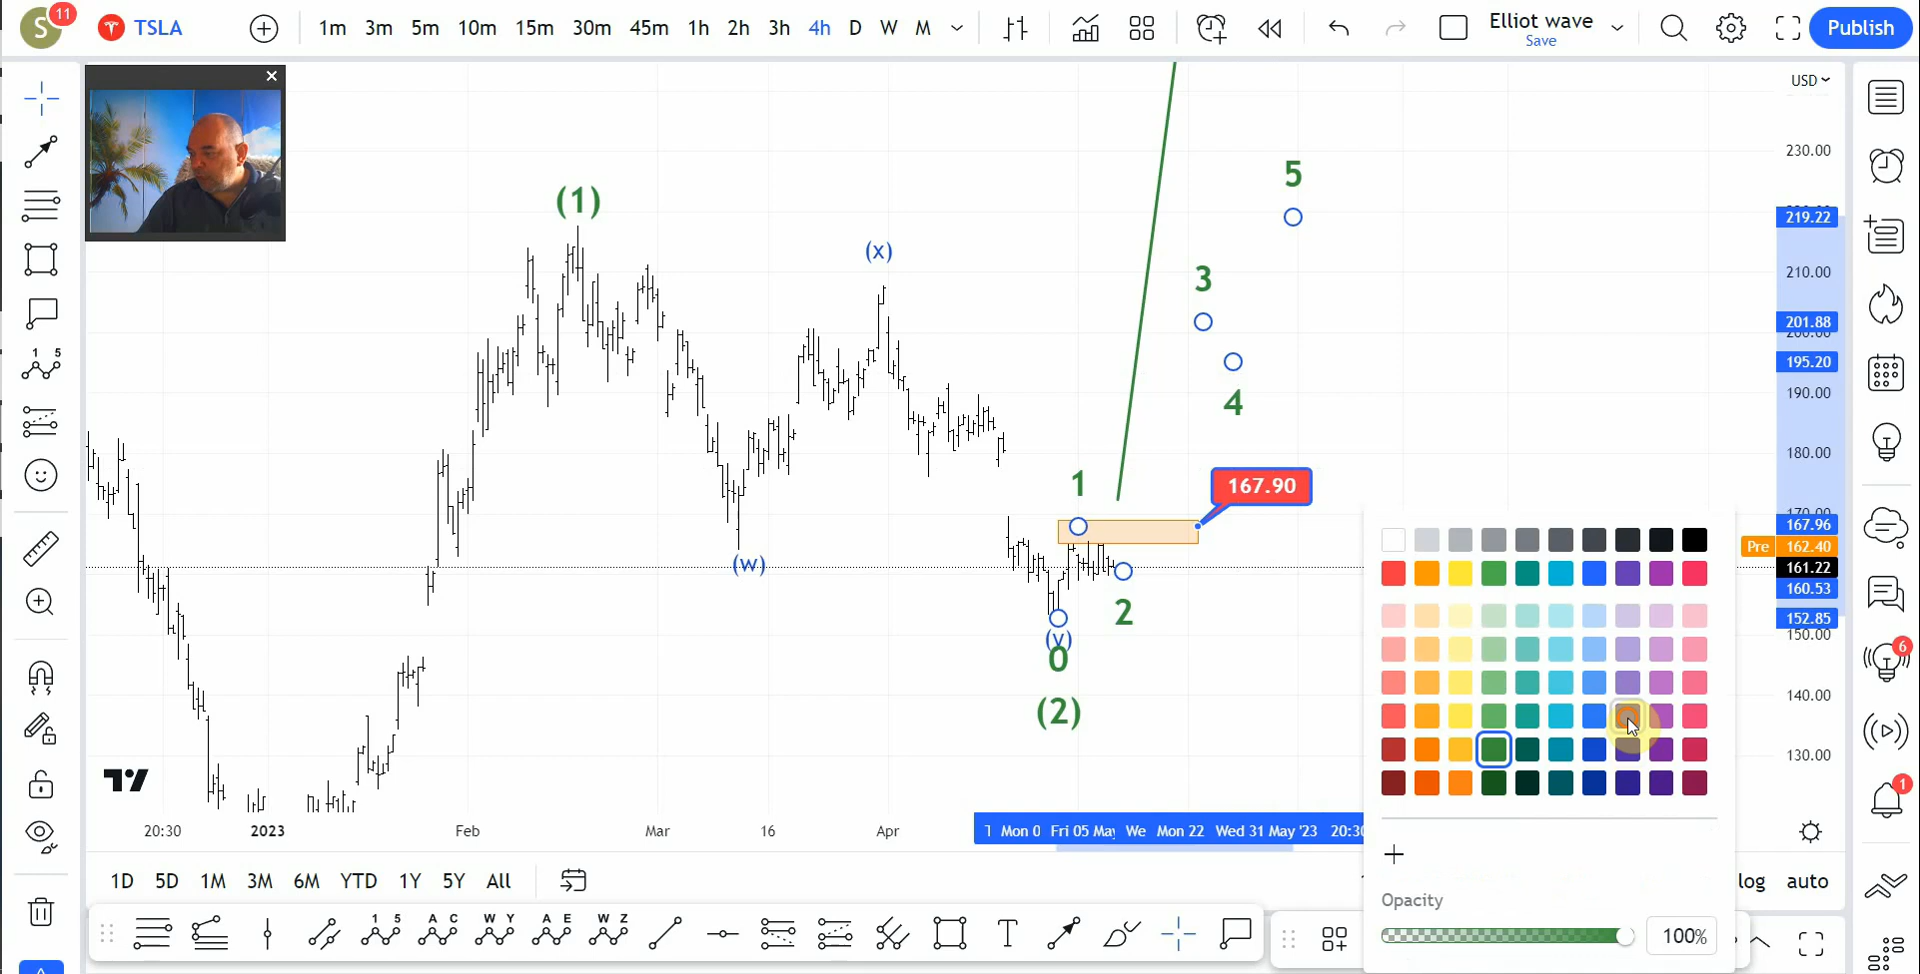 S
11
TSLA
1m 3m 5m 10m 15m 30m 45m 1h 2h 3h 4h D W M
Elliot wave
Save
Publish
USD
230.00
219.22
210.00
201.88
195.20
190.00
180.00
167.96
Pre 162.40
161.22
160.53
152.85
150.00
140.00
130.00
(1)
(x)
5
3
4
1
167.90
(w)
2
(y)
0
(2)
1 5
6
1
20:30 2023 Feb Mar 16 Apr
Fri 05 May We Mon 22 Wed 31 May '23
1D 5D 1M 3M 6M YTD 1Y 5Y All
log auto
1 5 A C W Y A E W Z
T
Opacity
100%